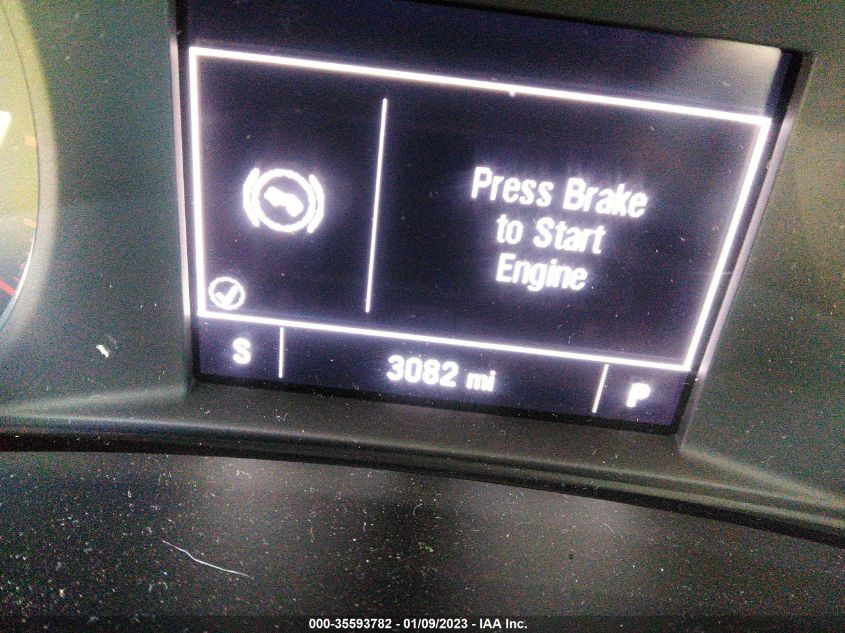 Press Brake
to Start
Engine
S 3082 mi P
000-35593782 - 01/09/2023 - IAA Inc.